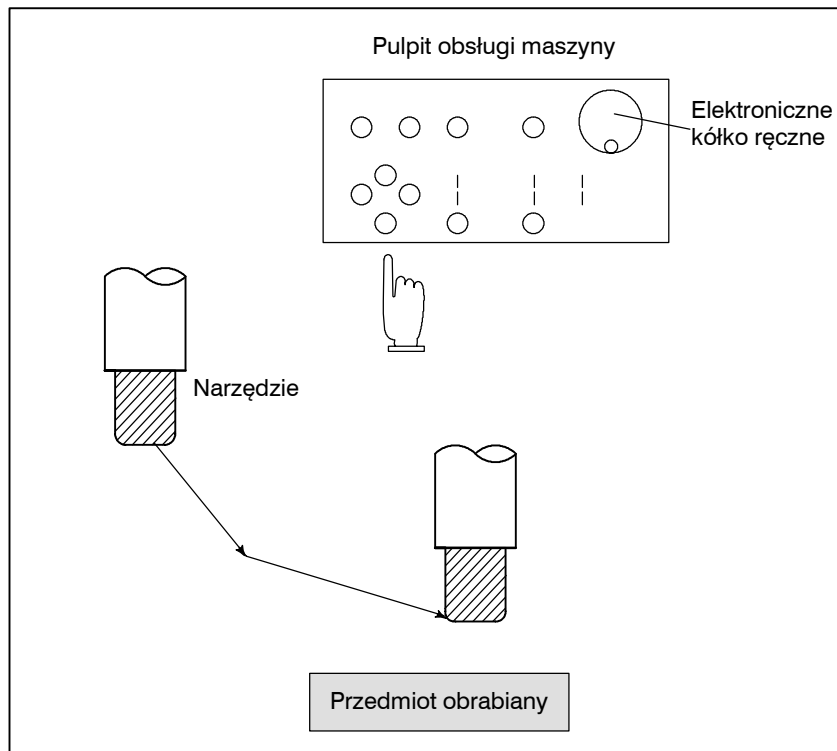 Pulpit obsługi maszyny
Elektroniczne
kółko ręczne
Narzędzie
Przedmiot obrabiany